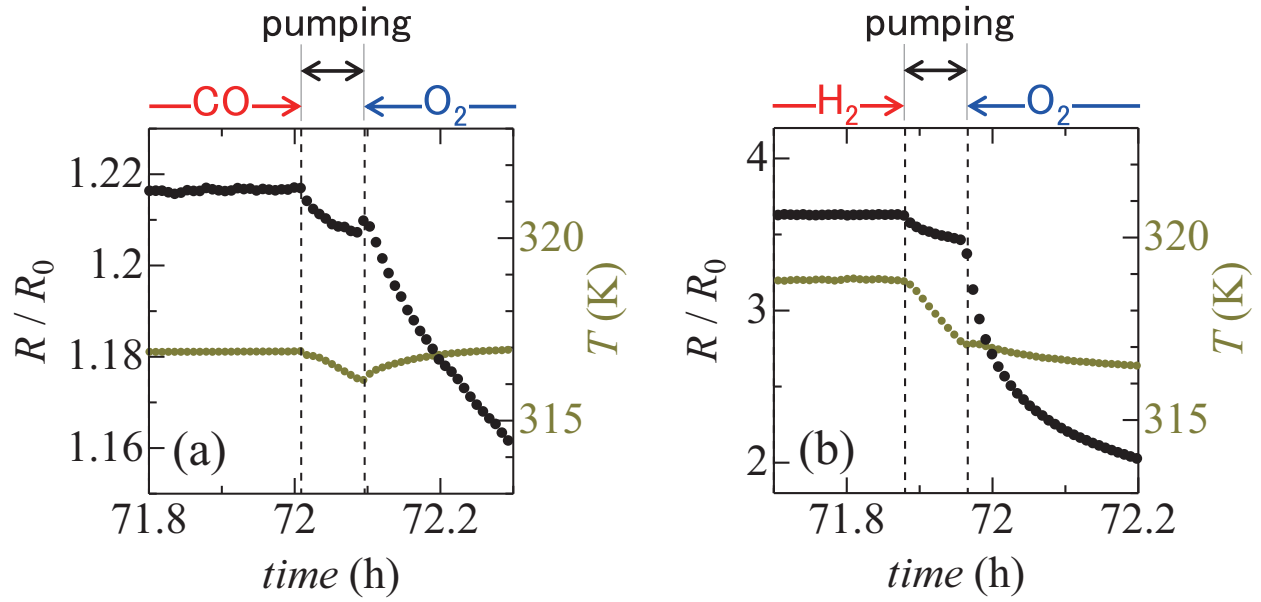 pumping
CO
O2
1.22
1.2
1.18
1.16
R / R0
320
315
T (K)
(a)
71.8 72 72.2
time (h)
pumping
H2
O2
4
3
2
R / R0
320
315
T (K)
(b)
71.8 72 72.2
time (h)